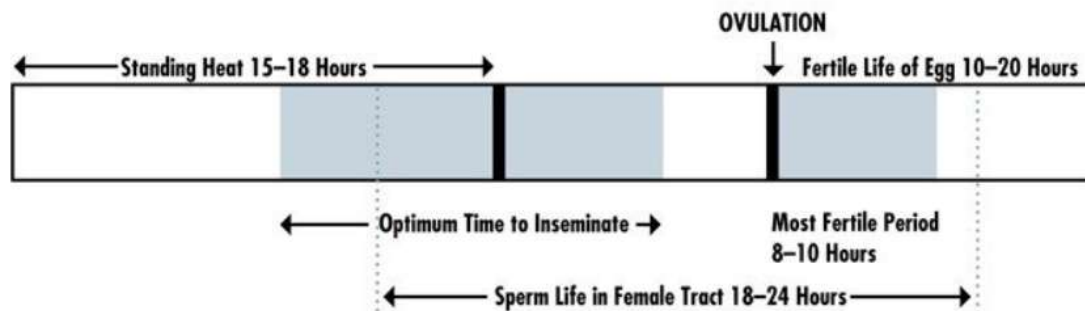 OVULATION
Standing Heat 15–18 Hours
Fertile Life of Egg 10–20 Hours
Optimum Time to Inseminate
Most Fertile Period
8–10 Hours
Sperm Life in Female Tract 18–24 Hours